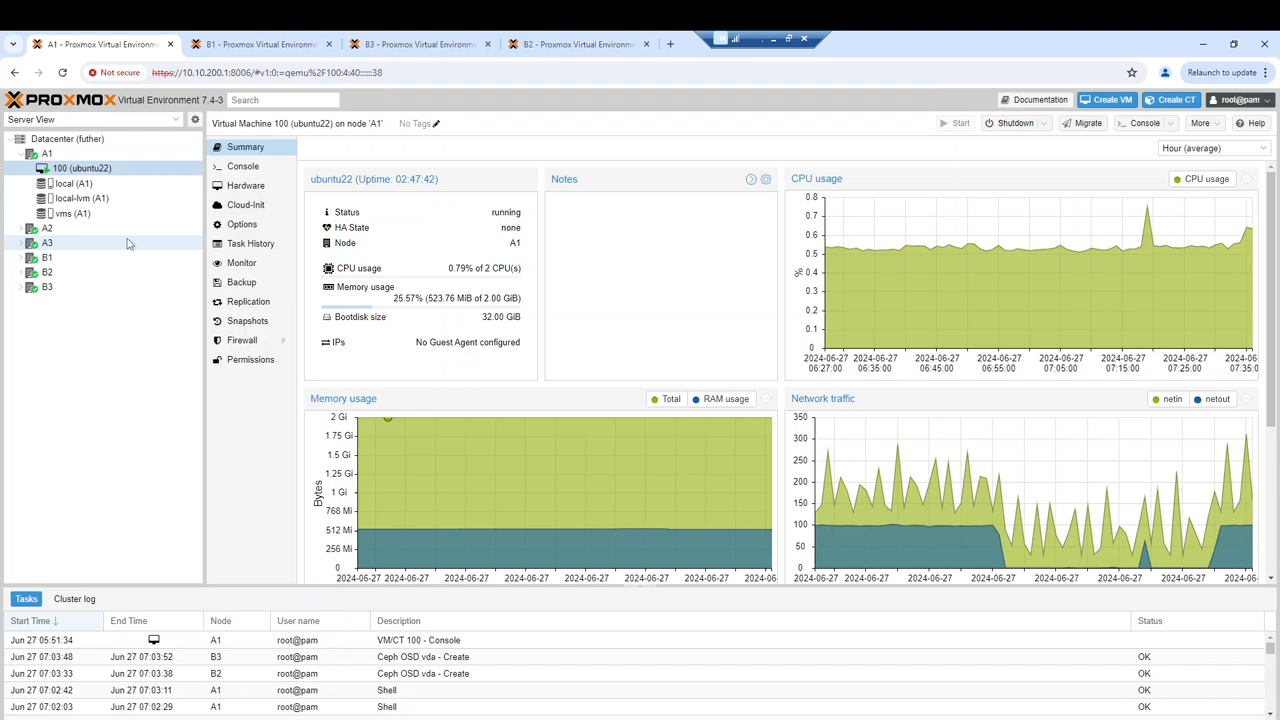 A1 - Proxmox Virtual Environm
B1 - Proxmox Virtual Environm
B3 - Proxmox Virtual Environm
B2 - Proxmox Virtual Environm
Not secure
https://10.10.200.1:8006/#v1:0:=qemu%2F100:4:40::::::38
Relaunch to update
PROXMOX Virtual Environment 7.4-3
Search
Documentation
Create VM
Create CT
root@pam
Server View
Virtual Machine 100 (ubuntu22) on node 'A1'
No Tags
Start
Shutdown
Migrate
Console
More
Help
Datacenter (futher)
A1
100 (ubuntu22)
local (A1)
local-lvm (A1)
vms (A1)
A2
A3
B1
B2
B3
Summary
Console
Hardware
Cloud-Init
Options
Task History
Monitor
Backup
Replication
Snapshots
Firewall
Permissions
Hour (average)
ubuntu22 (Uptime: 02:47:42)
Status running
HA State none
Node A1
CPU usage 0.79% of 2 CPU(s)
Memory usage
25.57% (523.76 MiB of 2.00 GiB)
Bootdisk size 32.00 GiB
IPs No Guest Agent configured
Notes
CPU usage
CPU usage
0.8
0.7
0.6
0.5
%
0.4
0.3
0.2
0.1
0
2024-06-27 2024-06-27 2024-06-27 2024-06-27 2024-06-27 2024-06-27 2024-06
06:27:00 06:35:00 06:45:00 06:55:00 07:05:00 07:15:00 07:25:00 07:35:0
Memory usage
Total
RAM usage
Bytes
2 Gi
1.75 Gi
1.5 Gi
1.25 Gi
1 Gi
768 Mi
512 Mi
256 Mi
0
2024-06-27 2024-06-27 2024-06-27 2024-06-27 2024-06-27 2024-06-27 2024-06-27 2024-06
Network traffic
netin
netout
350
300
250
200
150
100
50
0
2024-06-27 2024-06-27 2024-06-27 2024-06-27 2024-06-27 2024-06-27 2024-06
Tasks
Cluster log
Start Time End Time Node User name Description Status
Jun 27 05:51:34 A1 root@pam VM/CT 100 - Console
Jun 27 07:03:48 Jun 27 07:03:52 B3 root@pam Ceph OSD vda - Create OK
Jun 27 07:03:33 Jun 27 07:03:38 B2 root@pam Ceph OSD vda - Create OK
Jun 27 07:02:42 Jun 27 07:03:11 A1 root@pam Shell OK
Jun 27 07:02:03 Jun 27 07:02:29 A1 root@pam Shell OK